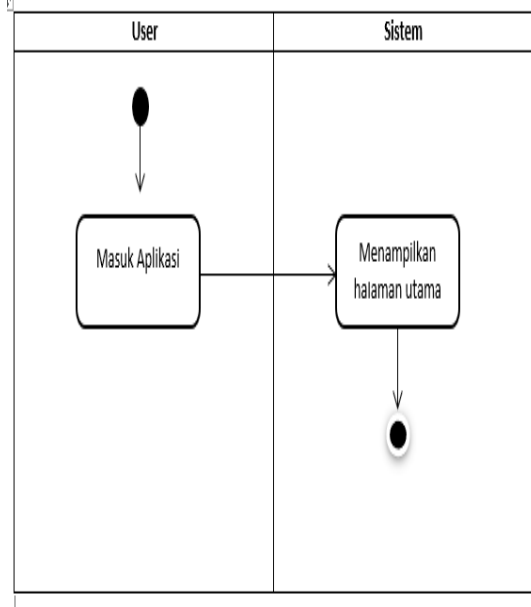 User
Sistem
Masuk Aplikasi
Menampilkan
halaman utama